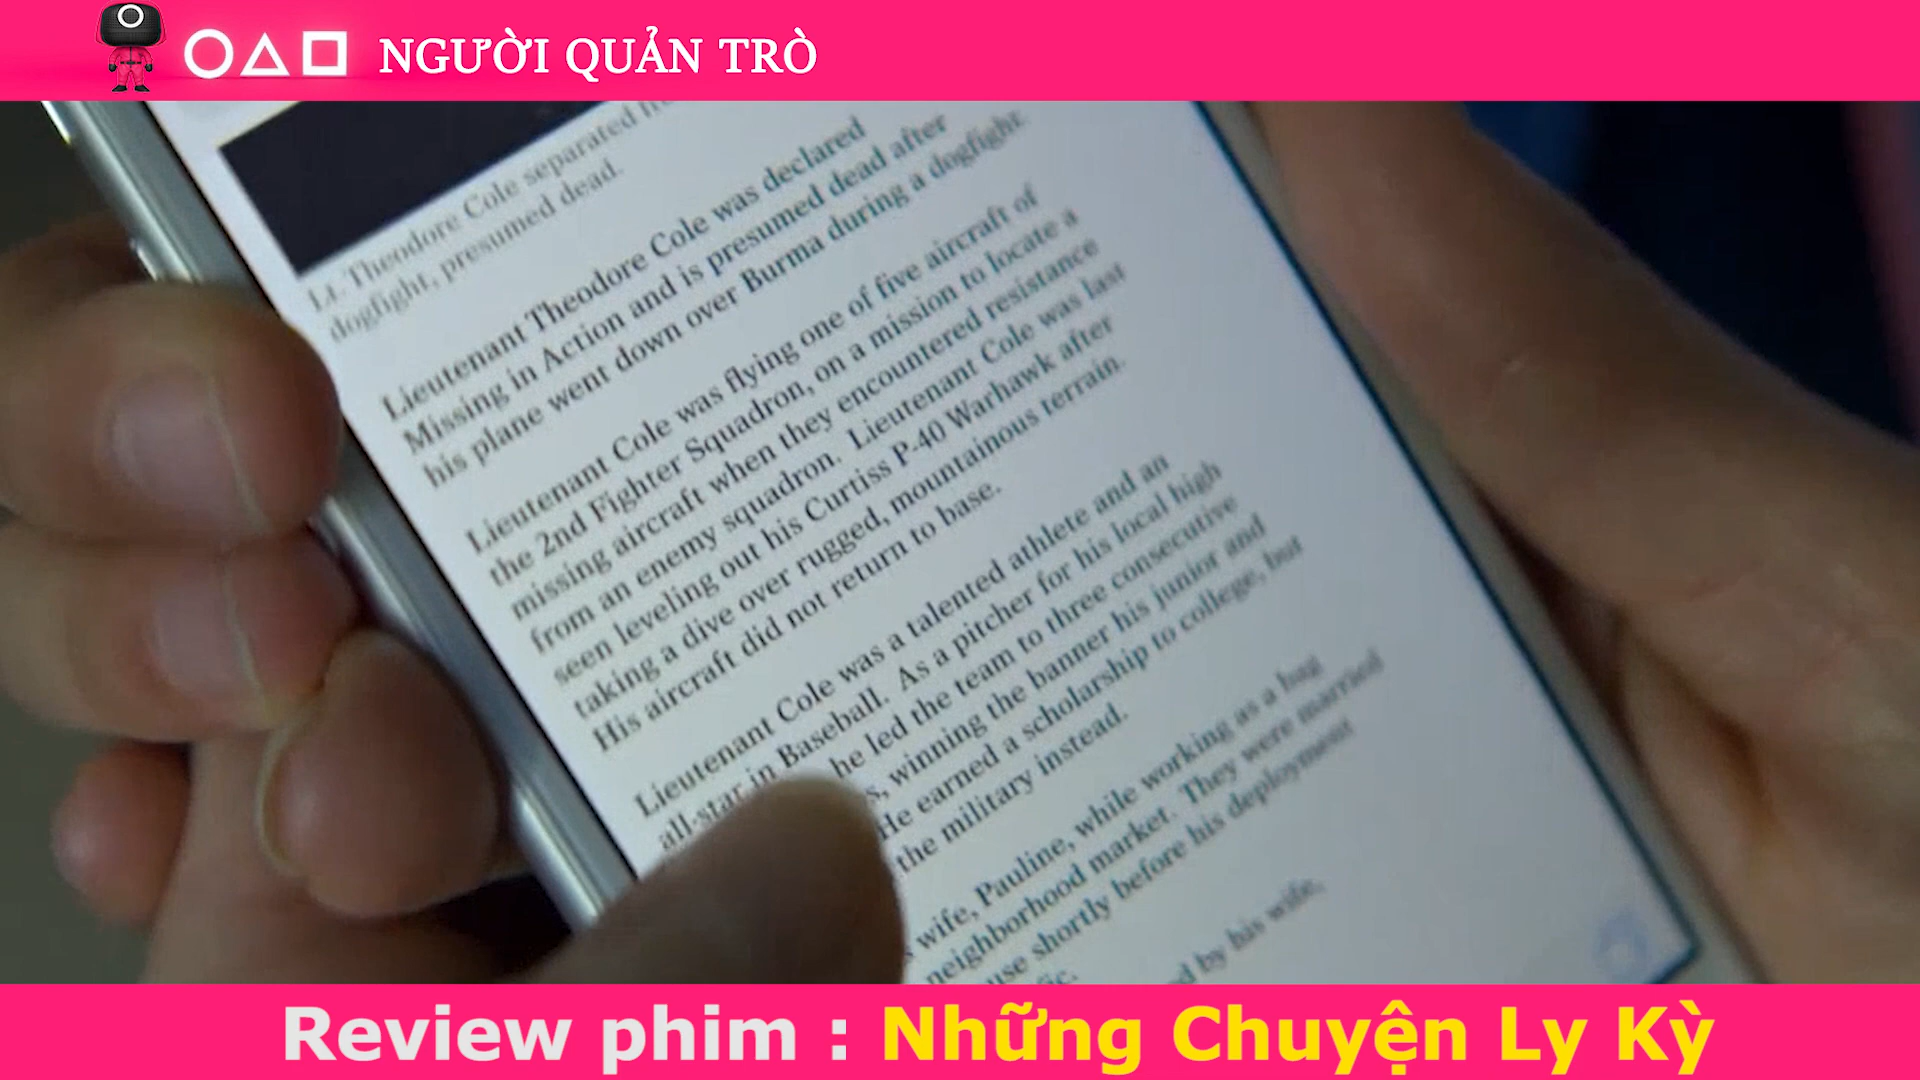 NGƯỜI QUẢN TRÒ
Lt. Theodore Cole separated
dogfight, presumed dead.
Lieutenant Theodore Cole was declared
Missing in Action and is presumed dead after
his plane went down over Burma during a dogfight.
Lieutenant Cole was flying one of five aircraft of
the 2nd Fighter Squadron, on a mission to locate a
missing aircraft when they encountered resistance
from an enemy squadron. Lieutenant Cole was last
seen leveling out his Curtiss P-40 Warhawk after
taking a dive over rugged, mountainous terrain.
His aircraft did not return to base.
Lieutenant Cole was a talented athlete and an
all-star in Baseball. As a pitcher for his local high
he led the team to three consecutive
winning the banner his junior and
He earned a scholarship to college, but
the military instead.
wife, Pauline, while working as a bag
neighborhood market. They were married
shortly before his deployment
by his wife,
Review phim : Những Chuyện Ly Kỳ